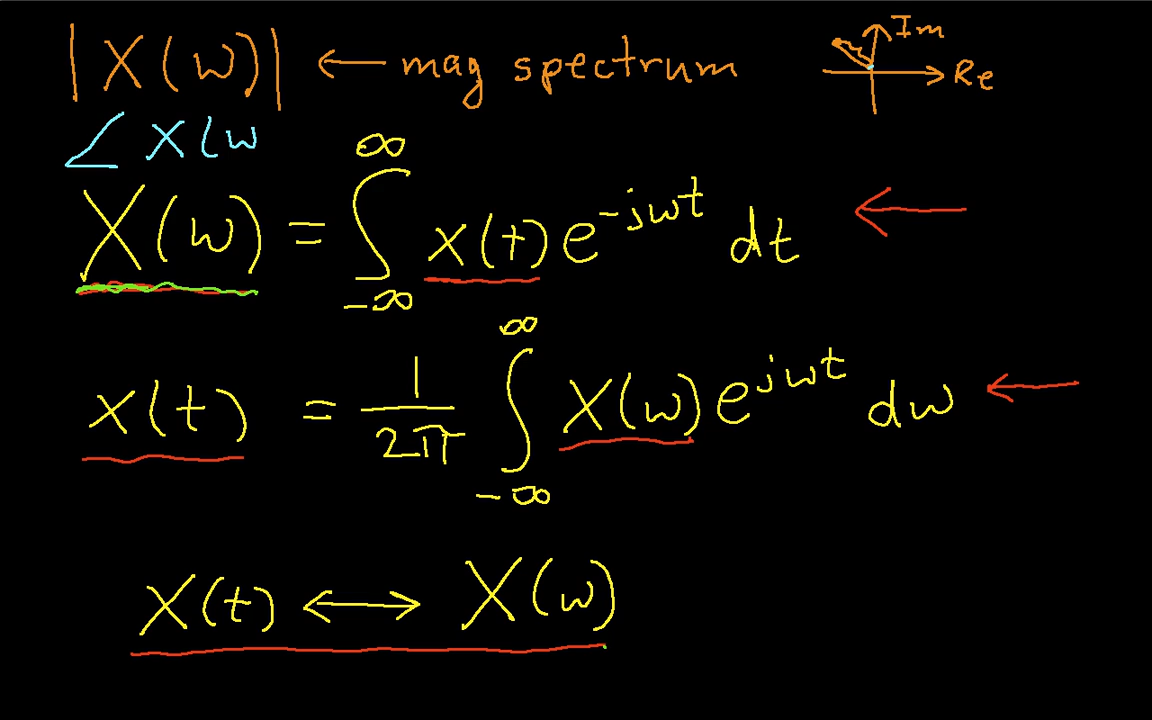 |X(w)| ← mag spectrum
Im
Re
∠ X(w
X(w) = ∫_{-∞}^{∞} x(t) e^{-jwt} dt ←
x(t) = 1/2π ∫_{-∞}^{∞} X(w) e^{jwt} dw ←
X(t) ↔ X(w)